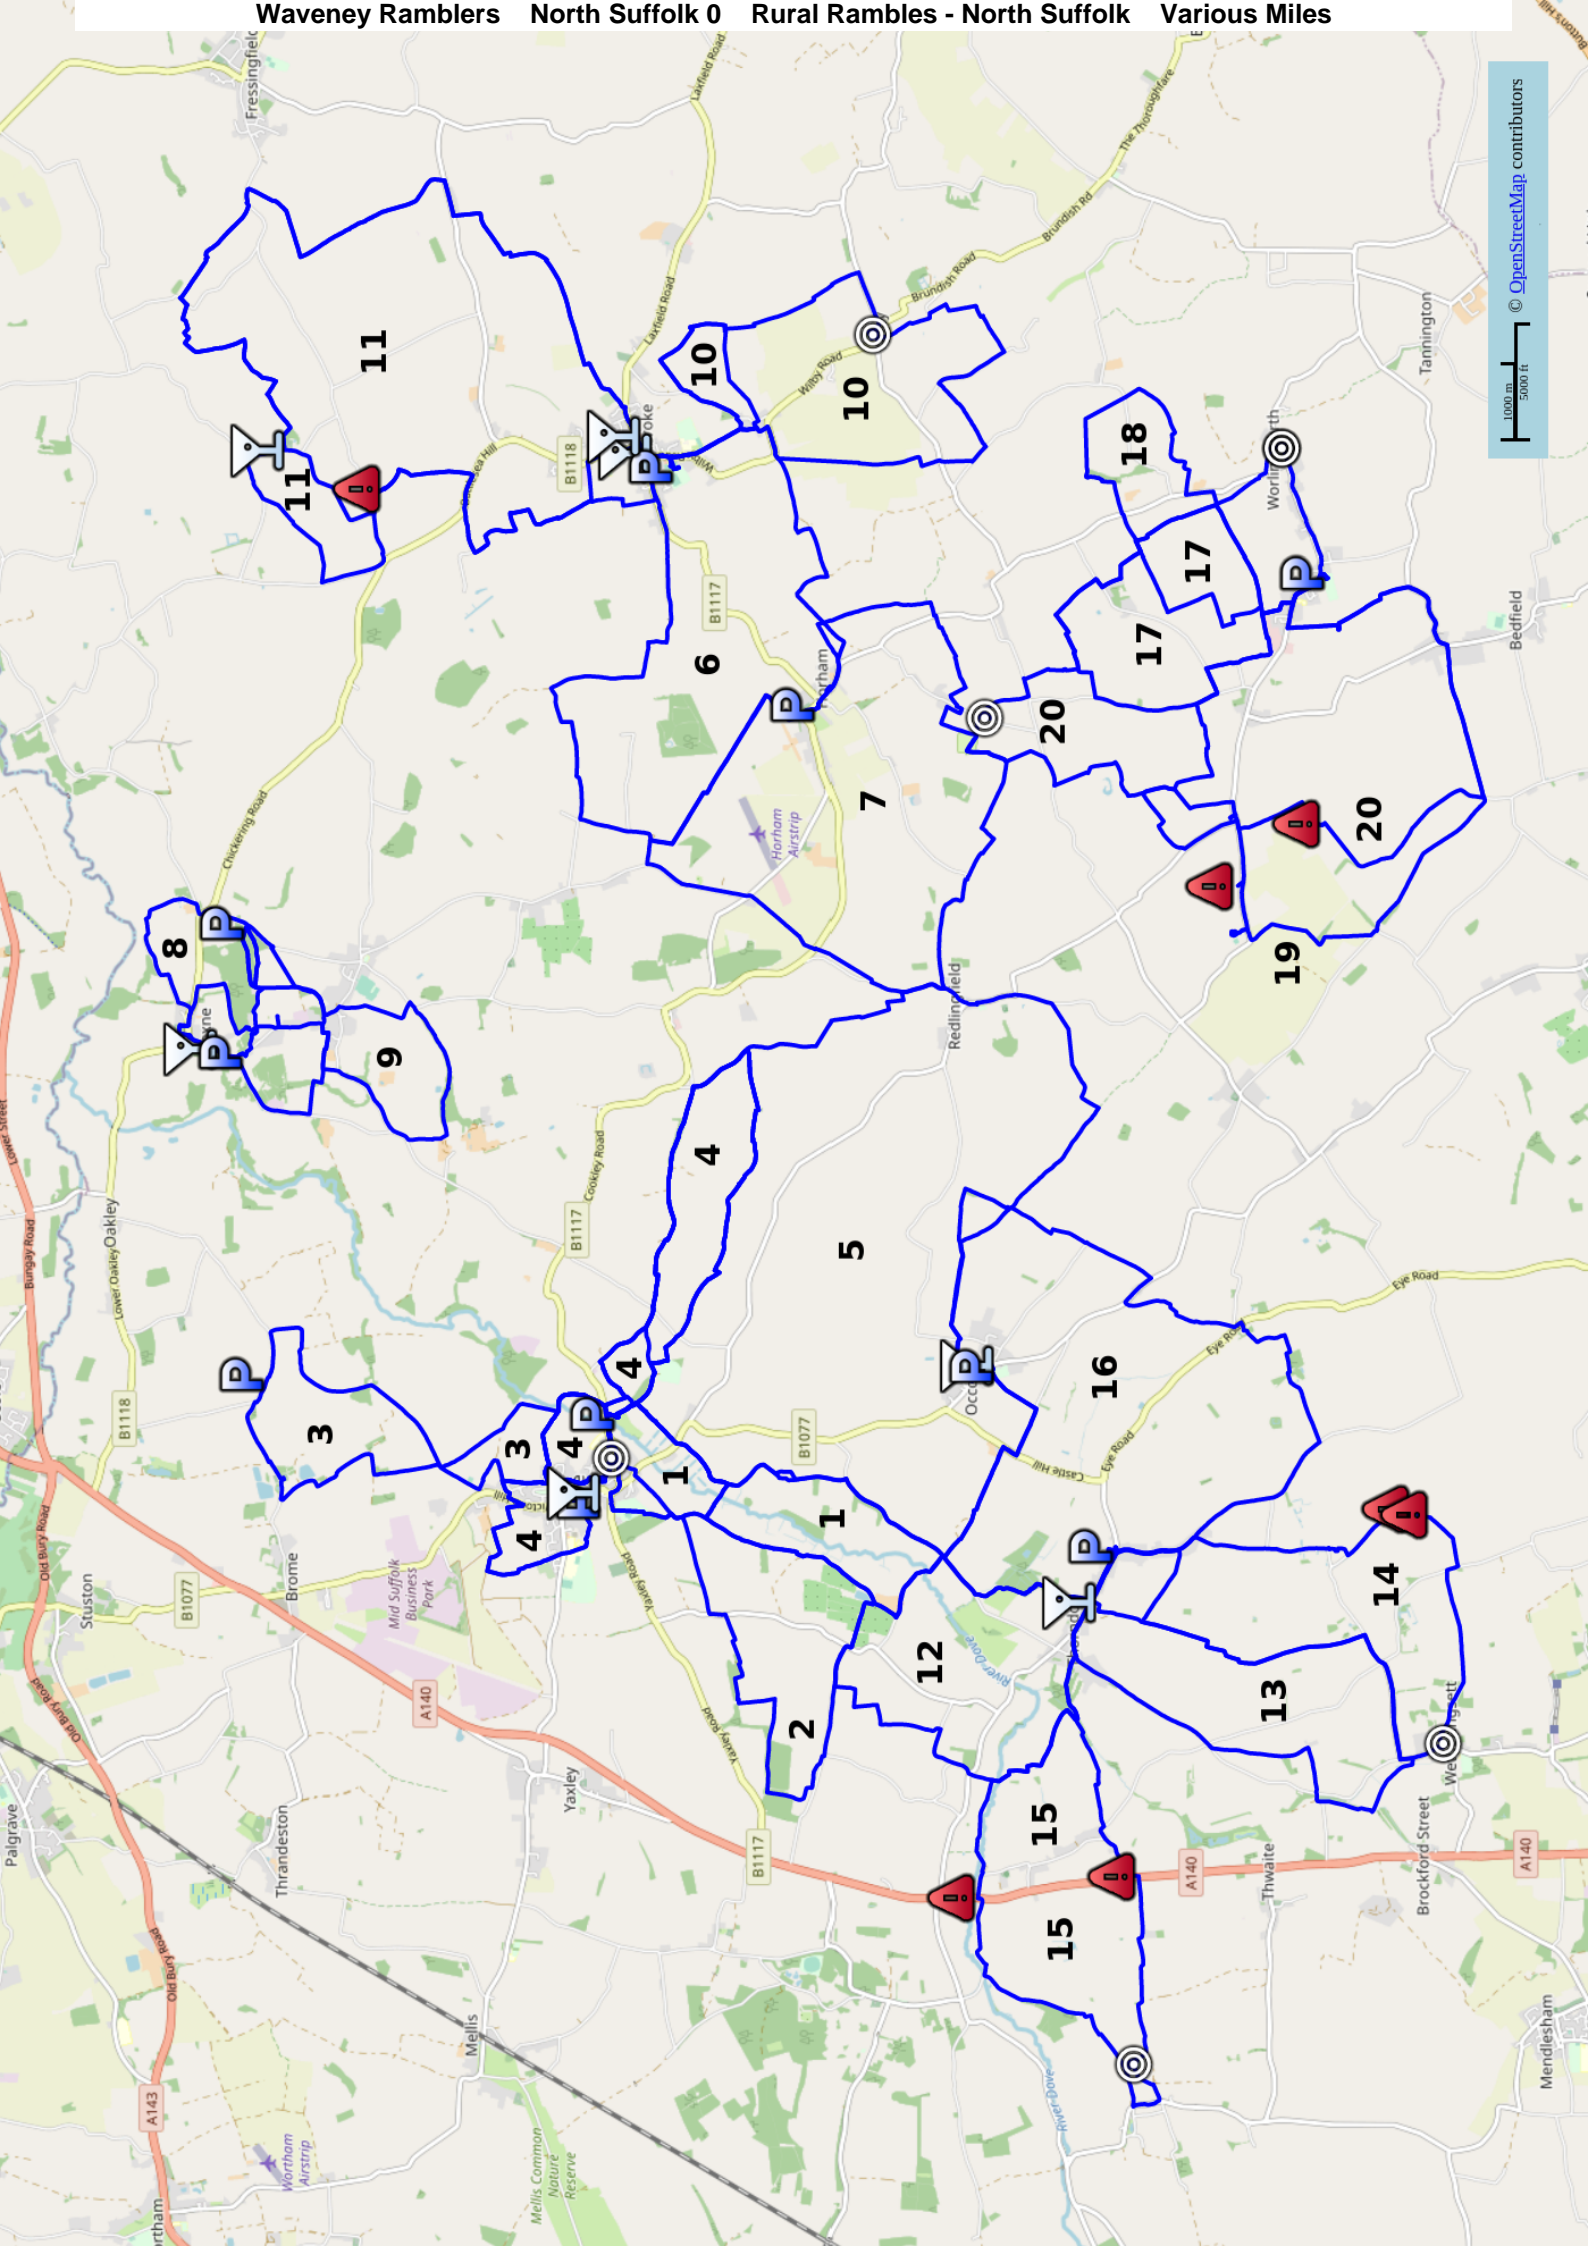 Waveney Ramblers North Suffolk 0 Rural Rambles - North Suffolk Various Miles
Fressingfield
Laxfield Road
The Thoroughfare
Brundish Rd
Brundish Road
Laxfield Road
Wilby Road
© OpenStreetMap contributors
1000 m
5000 ft
Tannington
Bedfield
11
11
B1118
10
10
18
17
17
B1117
6
Horham
Airstrip
7
20
20
19
Chickering Road
8
9
Redlingfield
Lower Street
Bungay Road
Oakley
Lower Oakley
B1118
Cookley Road
B1117
4
4
4
4
5
3
3
1
1
B1077
Castle Hill
Eye Road
Eye Road
16
14
13
12
2
15
15
River Dove
River Dove
Old Bury Road
Old Bury Road
Old Bury Road
Stuston
B1077
Brome
Mid Suffolk
Business
Park
A140
Yaxley Road
Yaxley Road
Yaxley
B1117
Palgrave
Thrandeston
Mellis
A143
Wortham
Airstrip
Mellis Common
Nature
Reserve
A140
A140
Thwaite
Brockford Street
Mendlesham
P
P
P
P
P
P
P
P
P
P